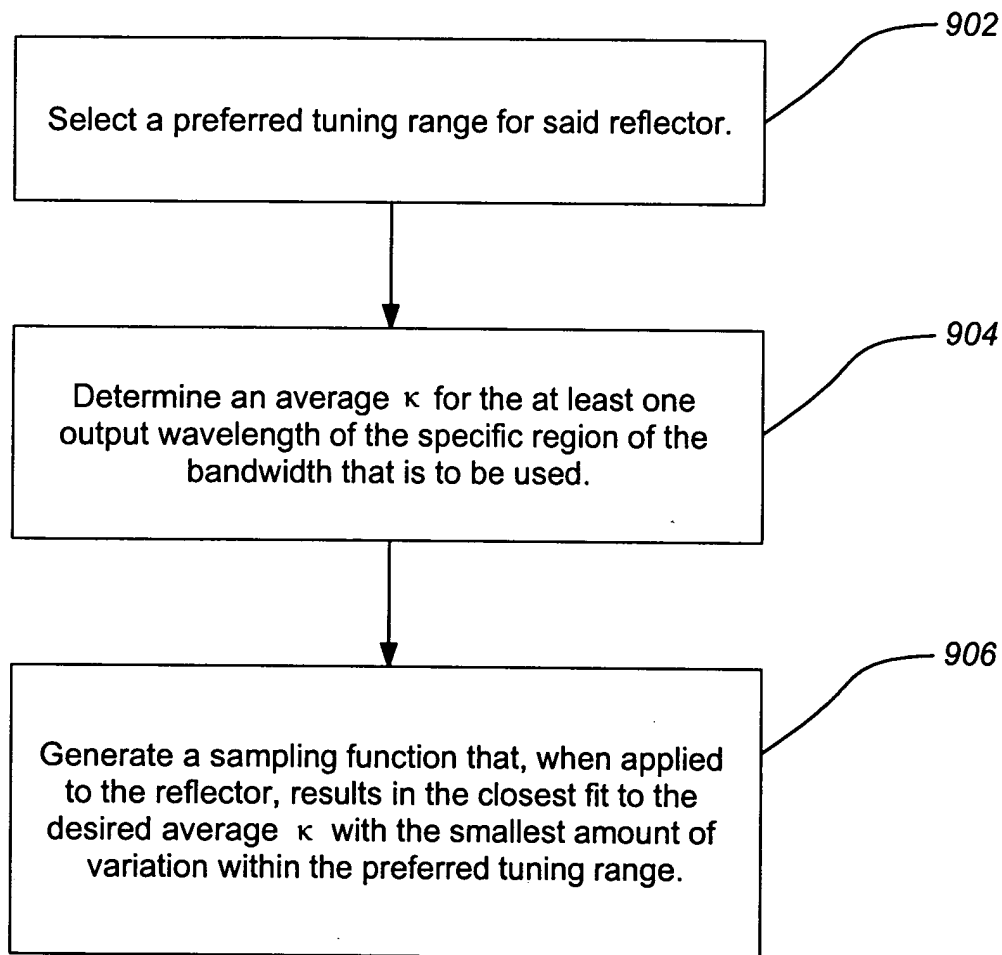 902
Select a preferred tuning range for said reflector.
904
Determine an average κ for the at least one
output wavelength of the specific region of the
bandwidth that is to be used.
906
Generate a sampling function that, when applied
to the reflector, results in the closest fit to the
desired average κ with the smallest amount of
variation within the preferred tuning range.